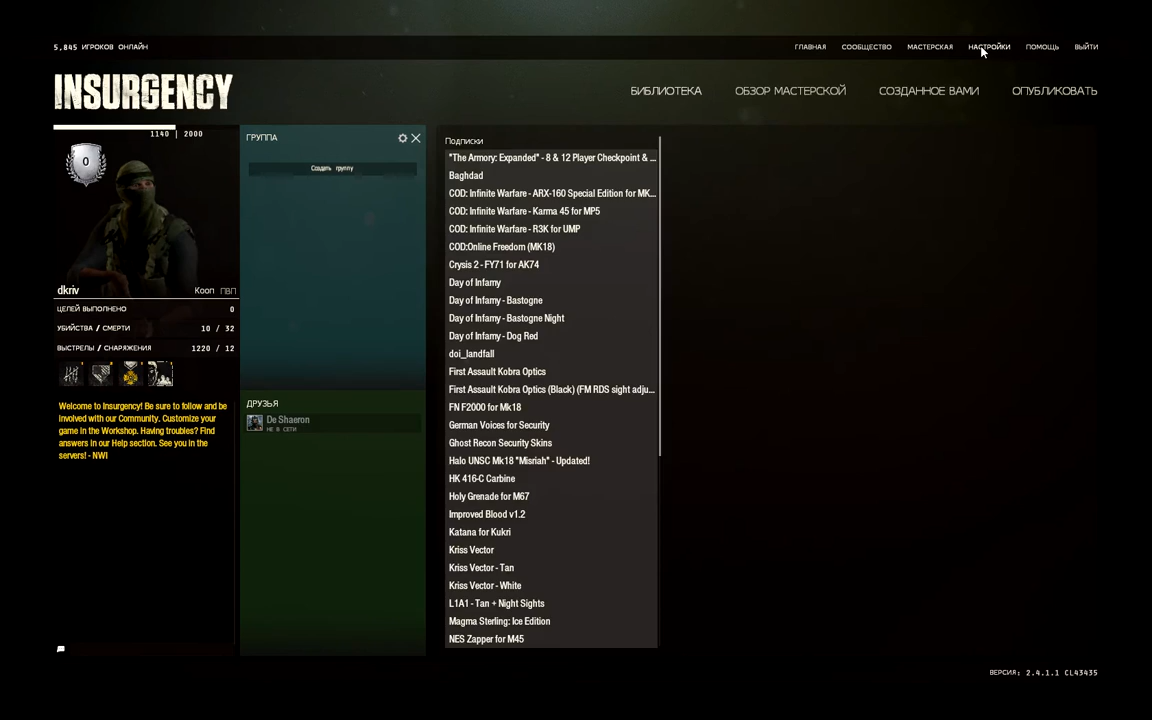 5,845 ИГРОКОВ ОНЛАЙН
ГЛАВНАЯ СООБЩЕСТВО МАСТЕРСКАЯ НАСТРОЙКИ ПОМОЩЬ ВЫЙТИ
INSURGENCY
БИБЛИОТЕКА ОБЗОР МАСТЕРСКОЙ СОЗДАННОЕ ВАМИ ОПУБЛИКОВАТЬ
1140 | 2000
0
dkriv Кооп ПВП
ЦЕЛЕЙ ВЫПОЛНЕНО 0
УБИЙСТВА / СМЕРТИ 10 / 32
ВЫСТРЕЛЫ / СНАРЯЖЕНИЯ 1220 / 12
Welcome to Insurgency! Be sure to follow and be
involved with our Community. Customize your
game in the Workshop. Having troubles? Find
answers in our Help section. See you in the
servers! - NWI
ГРУППА
Создать группу
ДРУЗЬЯ
De Shaeron
НЕ В СЕТИ
Подписки
"The Armory: Expanded" - 8 & 12 Player Checkpoint & ...
Baghdad
COD: Infinite Warfare - ARX-160 Special Edition for MK...
COD: Infinite Warfare - Karma 45 for MP5
COD: Infinite Warfare - R3K for UMP
COD:Online Freedom (MK18)
Crysis 2 - FY71 for AK74
Day of Infamy
Day of Infamy - Bastogne
Day of Infamy - Bastogne Night
Day of Infamy - Dog Red
doi_landfall
First Assault Kobra Optics
First Assault Kobra Optics (Black) (FM RDS sight adju...
FN F2000 for Mk18
German Voices for Security
Ghost Recon Security Skins
Halo UNSC Mk18 "Misriah" - Updated!
HK 416-C Carbine
Holy Grenade for M67
Improved Blood v1.2
Katana for Kukri
Kriss Vector
Kriss Vector - Tan
Kriss Vector - White
L1A1 - Tan + Night Sights
Magma Sterling: Ice Edition
NES Zapper for M45
ВЕРСИЯ: 2.4.1.1 CL43435